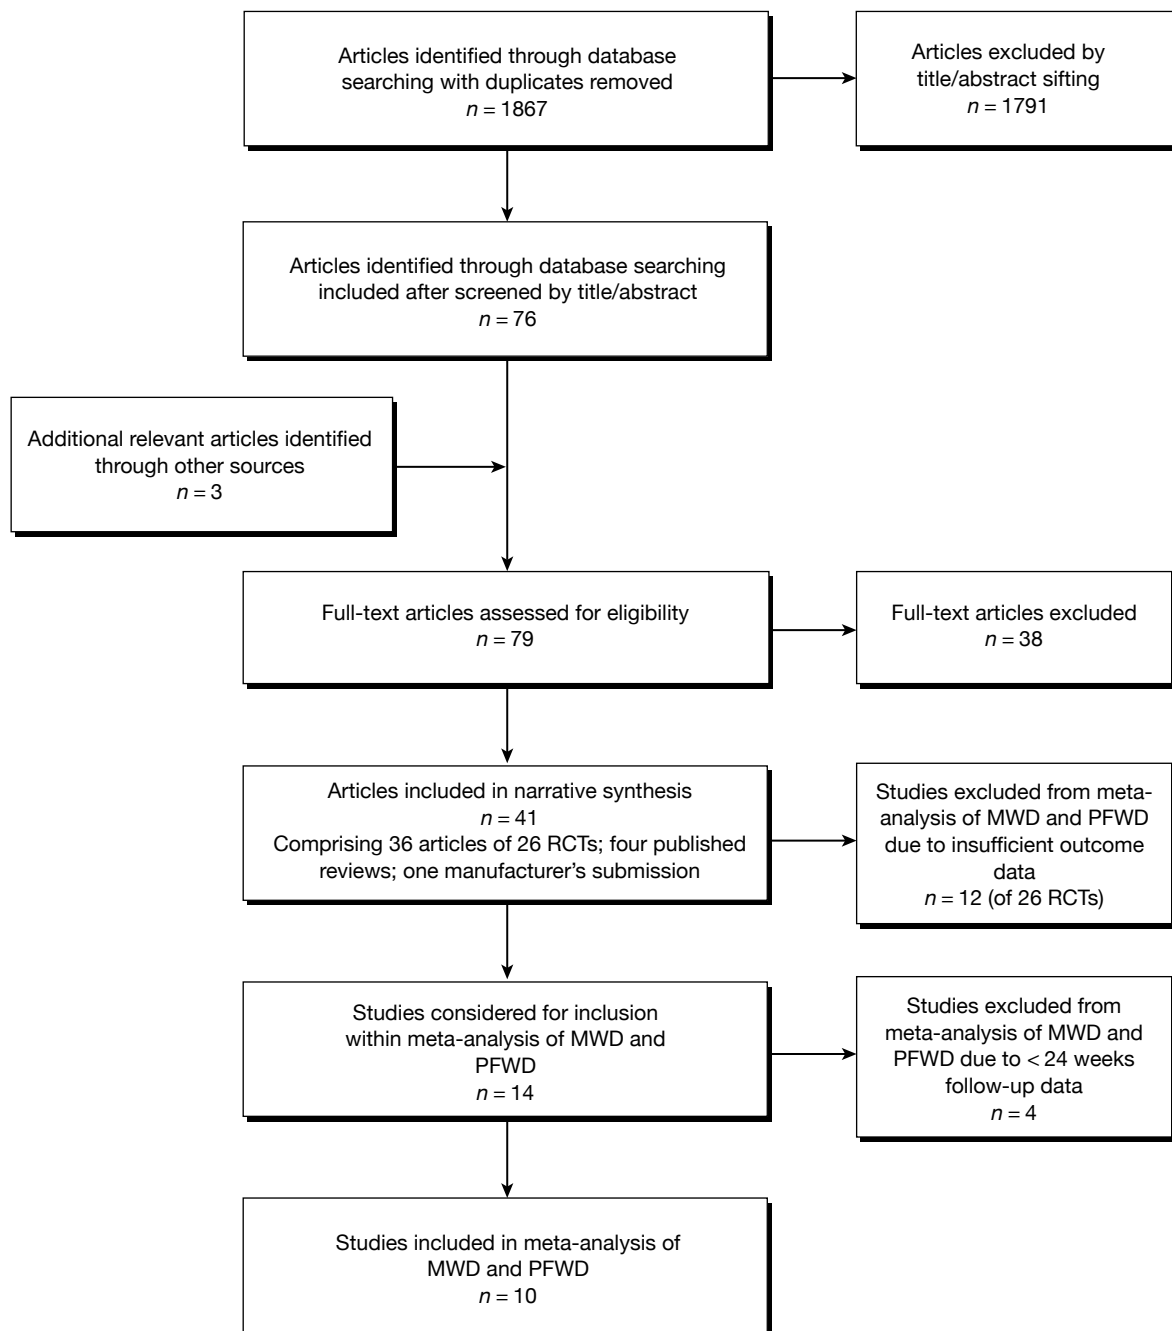 Articles identified through database
searching with duplicates removed
n = 1867
Articles excluded by
title/abstract sifting
n = 1791
Articles identified through database searching
included after screened by title/abstract
n = 76
Additional relevant articles identified
through other sources
n = 3
Full-text articles assessed for eligibility
n = 79
Full-text articles excluded
n = 38
Articles included in narrative synthesis
n = 41
Comprising 36 articles of 26 RCTs; four published
reviews; one manufacturer’s submission
Studies excluded from meta-
analysis of MWD and PFWD
due to insufficient outcome
data
n = 12 (of 26 RCTs)
Studies considered for inclusion
within meta-analysis of MWD and
PFWD
n = 14
Studies excluded from
meta-analysis of MWD and
PFWD due to < 24 weeks
follow-up data
n = 4
Studies included in meta-analysis of
MWD and PFWD
n = 10